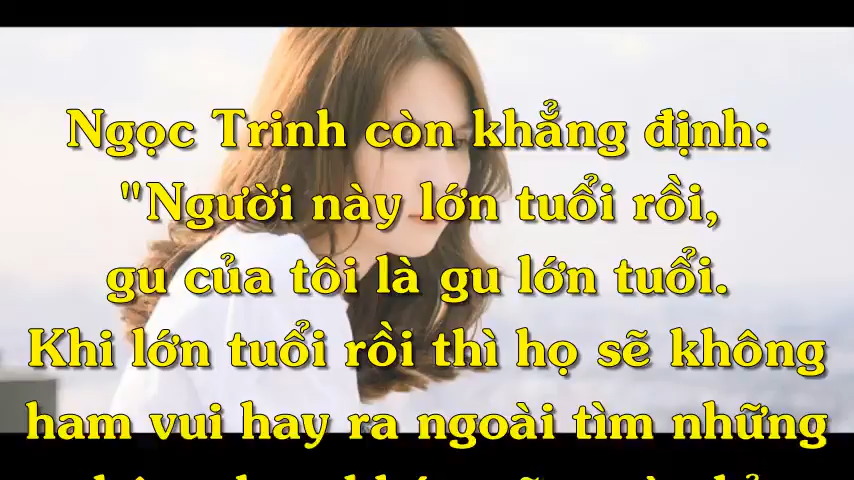 Ngọc Trinh còn khẳng định:
"Người này lớn tuổi rồi,
gu của tôi là gu lớn tuổi.
Khi lớn tuổi rồi thì họ sẽ không
ham vui hay ra ngoài tìm những